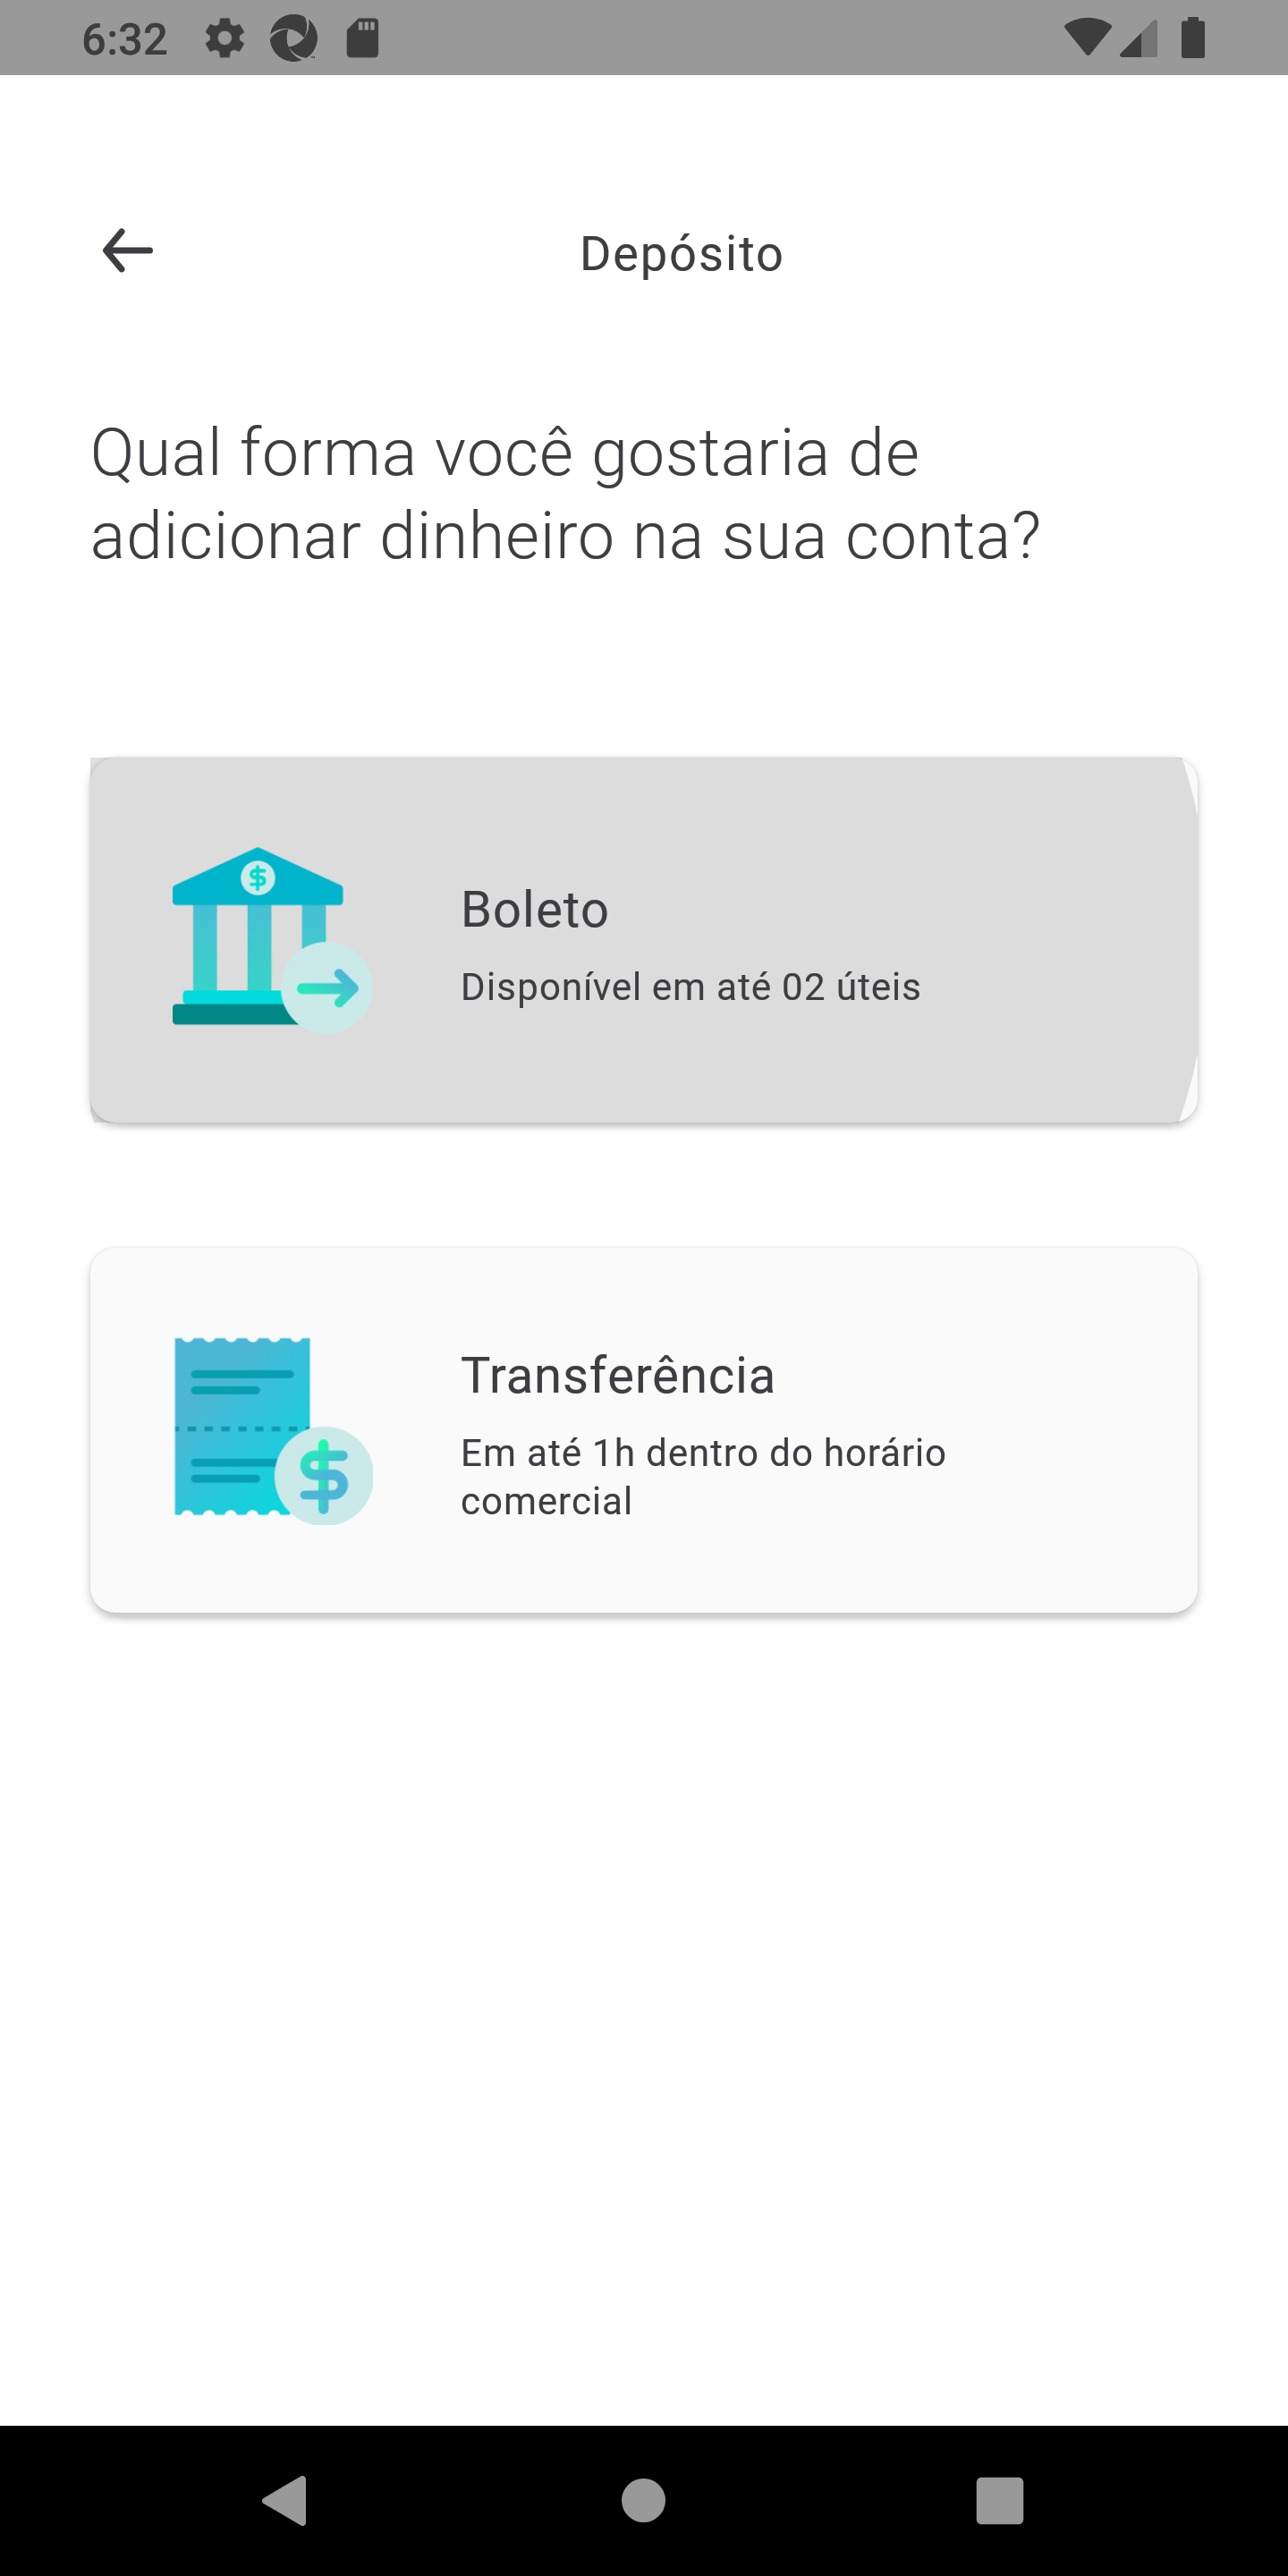 6:32
Depósito
Qual forma você gostaria de
adicionar dinheiro na sua conta?
Boleto
Disponível em até 02 úteis
Transferência
Em até 1h dentro do horário
comercial